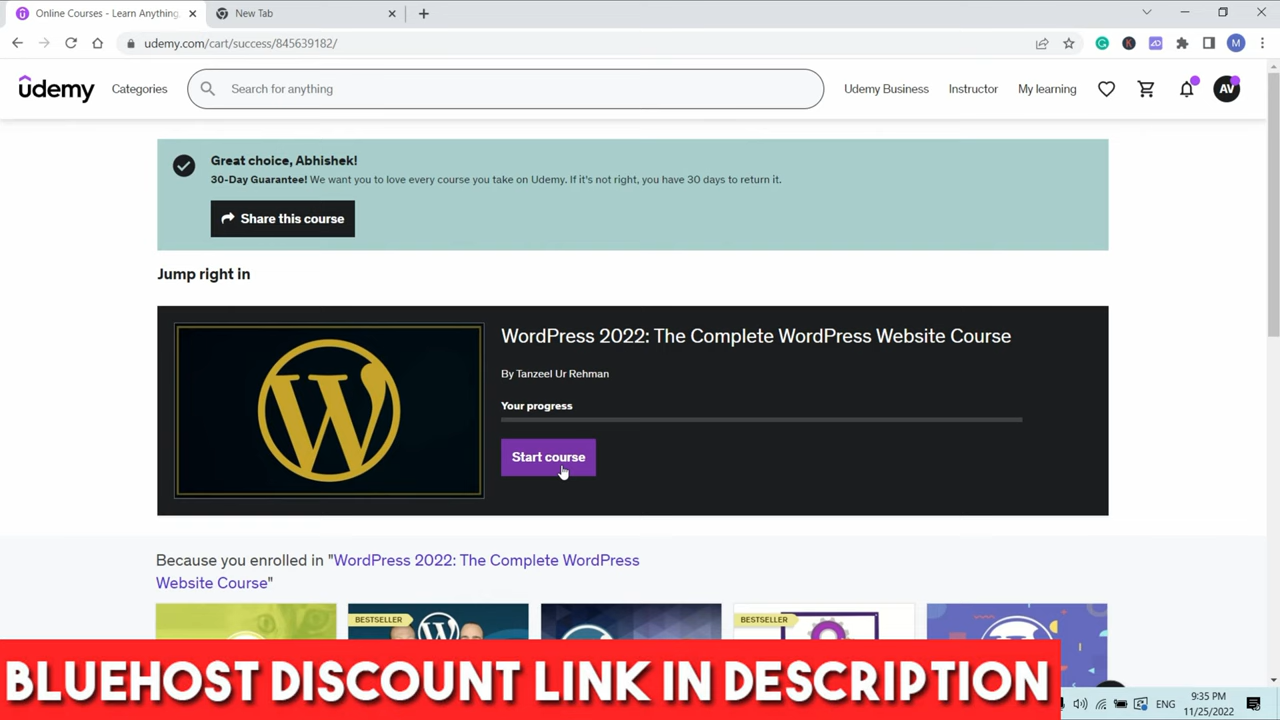 Online Courses - Learn Anything,
New Tab
udemy.com/cart/success/845639182/
M
udemy
Categories
Search for anything
Udemy Business
Instructor
My learning
AV
Great choice, Abhishek!
30-Day Guarantee! We want you to love every course you take on Udemy. If it's not right, you have 30 days to return it.
Share this course
Jump right in
WordPress 2022: The Complete WordPress Website Course
By Tanzeel Ur Rehman
Your progress
Start course
Because you enrolled in "WordPress 2022: The Complete WordPress
Website Course"
BESTSELLER
BESTSELLER
BLUEHOST DISCOUNT LINK IN DESCRIPTION
ENG
9:35 PM
11/25/2022